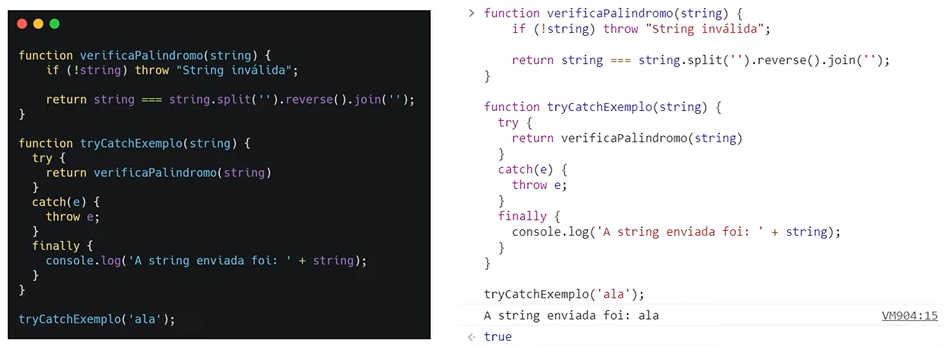 function verificaPalindromo(string) {
    if (!string) throw "String inválida";

    return string === string.split('').reverse().join('');
}

function tryCatchExemplo(string) {
  try {
    return verificaPalindromo(string)
  }
  catch(e) {
    throw e;
  }
  finally {
    console.log('A string enviada foi: ' + string);
  }
}

tryCatchExemplo('ala');

> function verificaPalindromo(string) {
    if (!string) throw "String inválida";

    return string === string.split('').reverse().join('');
}

function tryCatchExemplo(string) {
  try {
    return verificaPalindromo(string)
  }
  catch(e) {
    throw e;
  }
  finally {
    console.log('A string enviada foi: ' + string);
  }
}

tryCatchExemplo('ala');
A string enviada foi: ala VM904:15
true